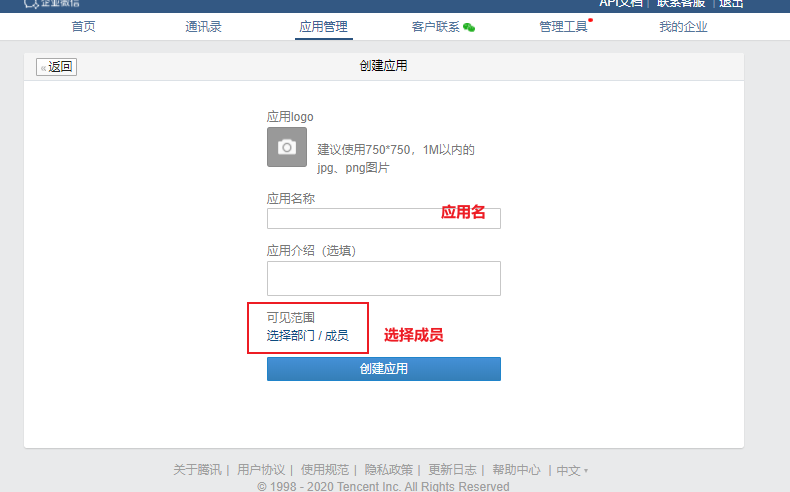 企业微信 API文档 | 联系客服 | 退出
首页 通讯录 应用管理 客户联系 管理工具 我的企业
«返回 创建应用
应用logo
建议使用750*750，1M以内的
jpg、png图片
应用名称
应用名
应用介绍（选填）
可见范围
选择部门 / 成员 选择成员
创建应用
关于腾讯 | 用户协议 | 使用规范 | 隐私政策 | 更新日志 | 帮助中心 | 中文
© 1998 - 2020 Tencent Inc. All Rights Reserved